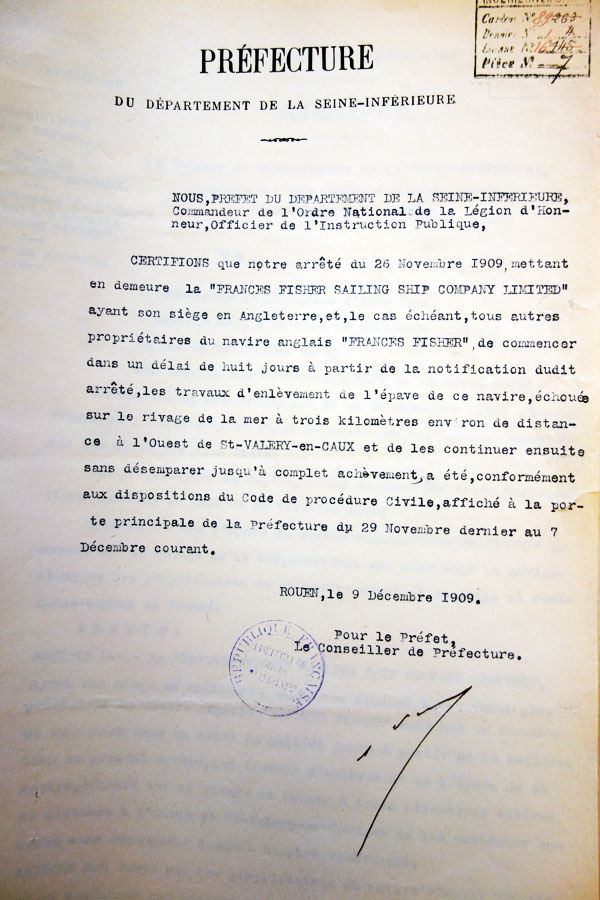 Carton N°
Pièce N° 7
PRÉFECTURE
DU DÉPARTEMENT DE LA SEINE-INFÉRIEURE
NOUS,PREFET DU DEPARTEMENT DE LA SEINE-INFERIEURE,
Commandeur de l'Ordre National de la Légion d'Hon-
neur,Officier de l'Instruction Publique,
CERTIFIONS que notre arrêté du 26 Novembre 1909,mettant
en demeure la "FRANCES FISHER SAILING SHIP COMPANY LIMITED"
ayant son siège en Angleterre,et,le cas échéant,tous autres
propriétaires du navire anglais "FRANCES FISHER",de commencer
dans un délai de huit jours à partir de la notification dudit
arrêté,les travaux d'enlèvement de l'épave de ce navire,échouée
sur le rivage de la mer à trois kilomètres environ de distan-
ce à l'Ouest de St-VALERY-en-CAUX et de les continuer ensuite
sans désemparer jusqu'à complet achèvement,a été,conformément
aux dispositions du Code de procédure Civile,affiché à la por-
te principale de la Préfecture du 29 Novembre dernier au 7
Décembre courant.
ROUEN,le 9 Décembre 1909.
Pour le Préfet,
Le Conseiller de Préfecture.
REPUBLIQUE FRANÇAISE